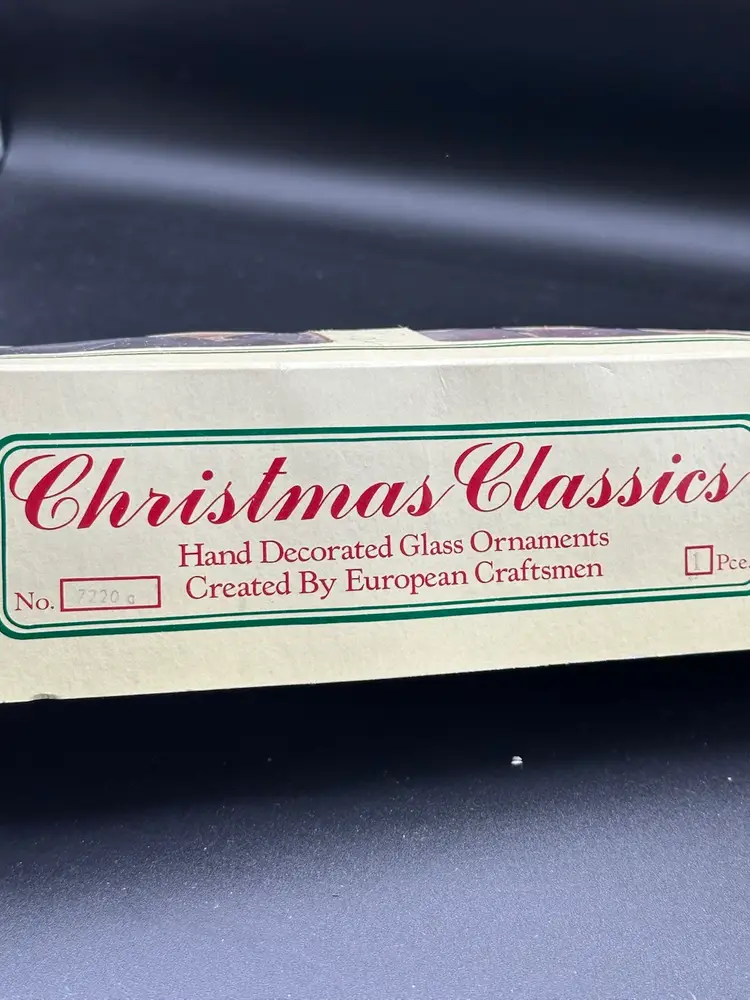 Christmas Classics
Hand Decorated Glass Ornaments
Created By European Craftsmen
No. 7220 a
1 Pce.